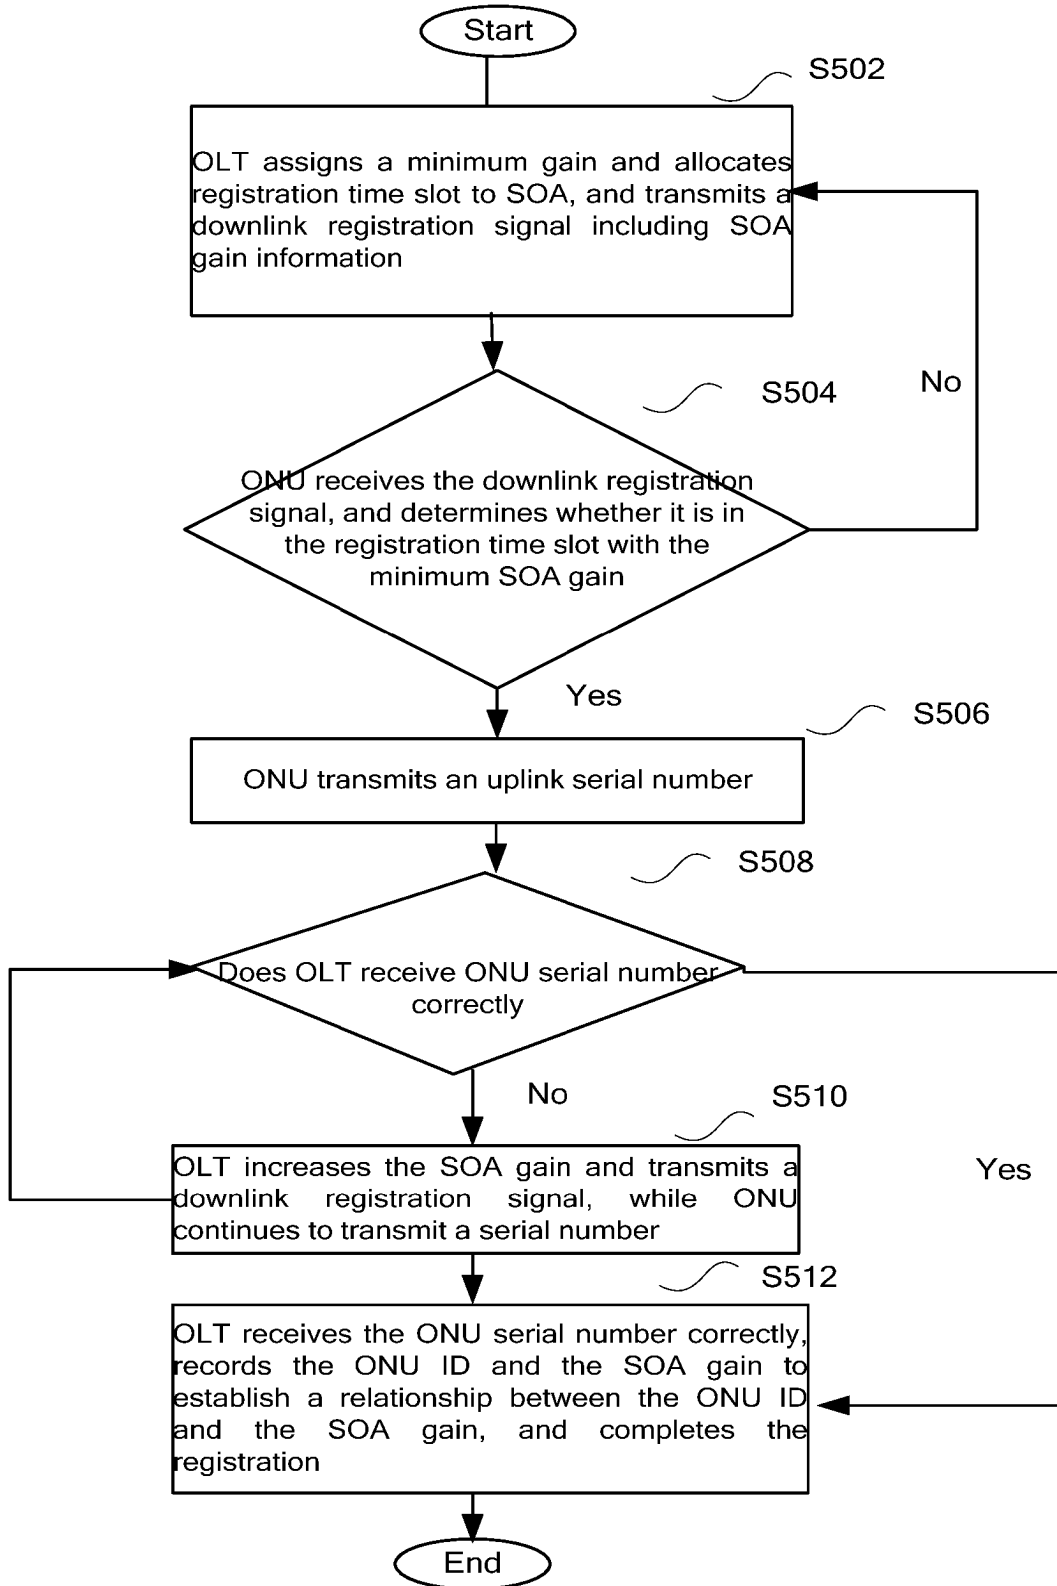 Start
S502
OLT assigns a minimum gain and allocates
registration time slot to SOA, and transmits a
downlink registration signal including SOA
gain information
No
S504
ONU receives the downlink registration
signal, and determines whether it is in
the registration time slot with the
minimum SOA gain
Yes
S506
ONU transmits an uplink serial number
S508
Does OLT receive ONU serial number
correctly
No
S510
OLT increases the SOA gain and transmits a
downlink registration signal, while ONU
continues to transmit a serial number
Yes
S512
OLT receives the ONU serial number correctly,
records the ONU ID and the SOA gain to
establish a relationship between the ONU ID
and the SOA gain, and completes the
registration
End